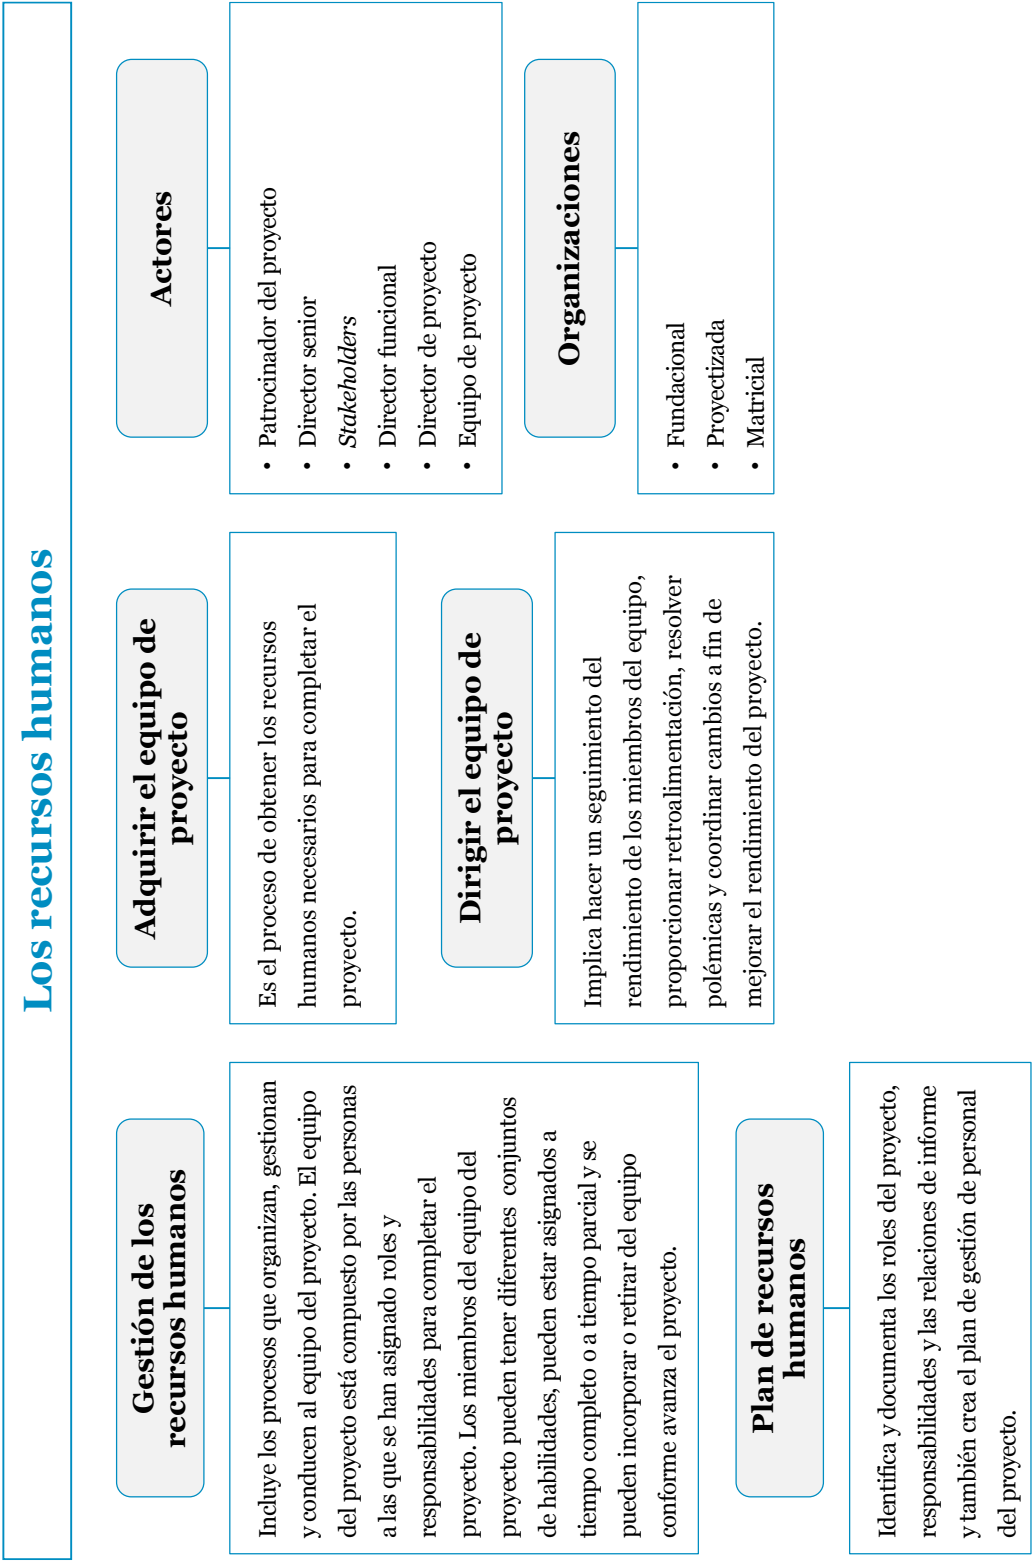 Los recursos humanos
Gestión de los
recursos humanos
Incluye los procesos que organizan, gestionan
y conducen al equipo del proyecto. El equipo
del proyecto está compuesto por las personas
a las que se han asignado roles y
responsabilidades para completar el
proyecto. Los miembros del equipo del
proyecto pueden tener diferentes conjuntos
de habilidades, pueden estar asignados a
tiempo completo o a tiempo parcial y se
pueden incorporar o retirar del equipo
conforme avanza el proyecto.
Plan de recursos
humanos
Identifica y documenta los roles del proyecto,
responsabilidades y las relaciones de informe
y también crea el plan de gestión de personal
del proyecto.
Adquirir el equipo de
proyecto
Es el proceso de obtener los recursos
humanos necesarios para completar el
proyecto.
Dirigir el equipo de
proyecto
Implica hacer un seguimiento del
rendimiento de los miembros del equipo,
proporcionar retroalimentación, resolver
polémicas y coordinar cambios a fin de
mejorar el rendimiento del proyecto.
Actores
• Patrocinador del proyecto
• Director senior
• Stakeholders
• Director funcional
• Director de proyecto
• Equipo de proyecto
Organizaciones
• Fundacional
• Proyectizada
• Matricial